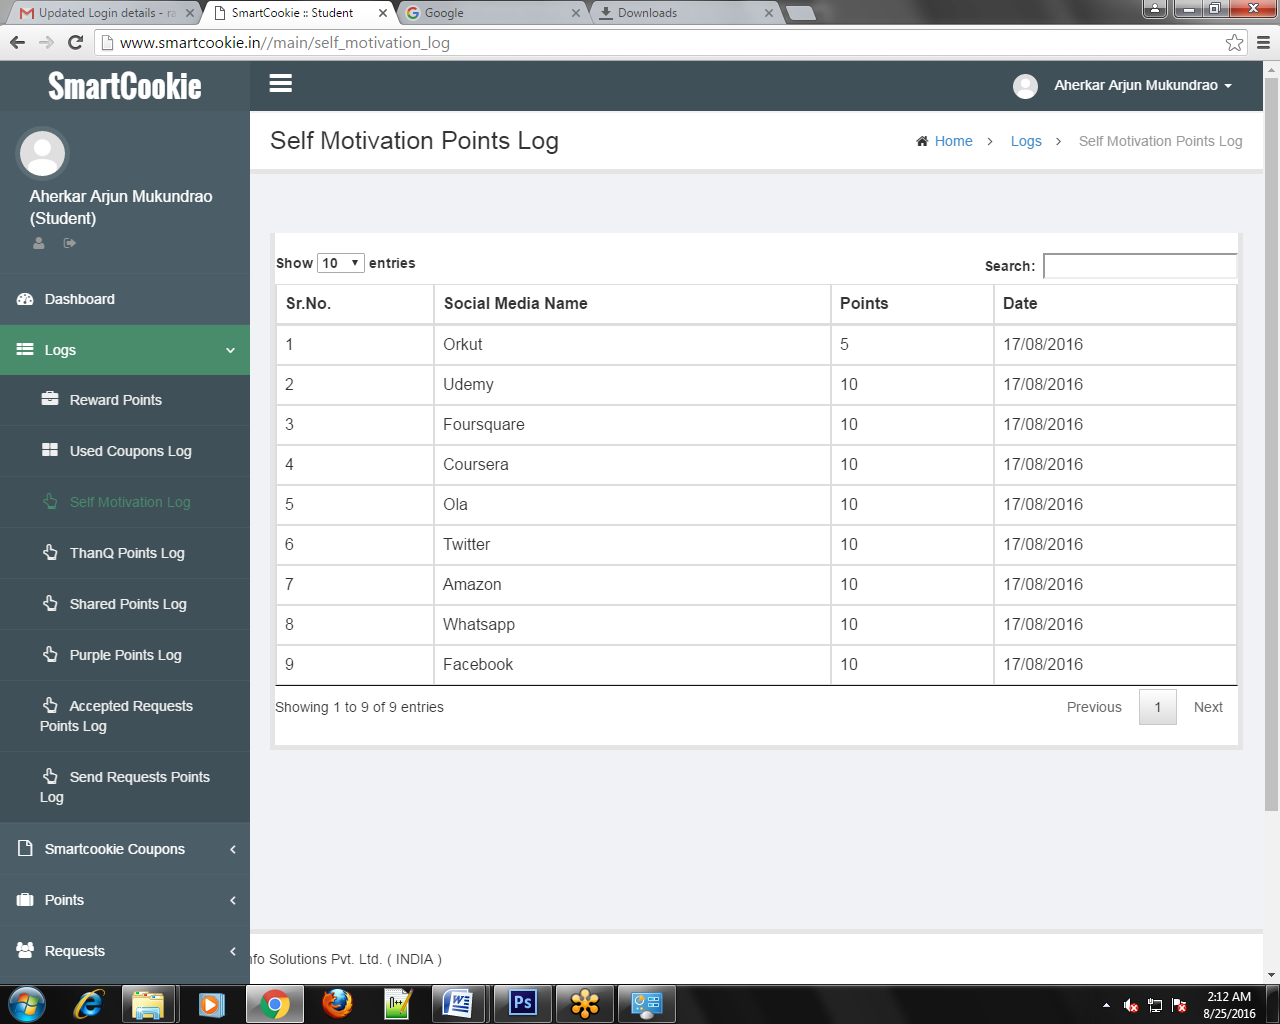 Updated Login details - ra
SmartCookie :: Student
Google
Downloads
www.smartcookie.in//main/self_motivation_log
SmartCookie
Aherkar Arjun Mukundrao
Aherkar Arjun Mukundrao
(Student)
Self Motivation Points Log
Home > Logs > Self Motivation Points Log
Dashboard
Logs
Reward Points
Used Coupons Log
Self Motivation Log
ThanQ Points Log
Shared Points Log
Purple Points Log
Accepted Requests
Points Log
Send Requests Points
Log
Smartcookie Coupons
Points
Requests
Show 10 entries
Search:
Sr.No. Social Media Name Points Date
1 Orkut 5 17/08/2016
2 Udemy 10 17/08/2016
3 Foursquare 10 17/08/2016
4 Coursera 10 17/08/2016
5 Ola 10 17/08/2016
6 Twitter 10 17/08/2016
7 Amazon 10 17/08/2016
8 Whatsapp 10 17/08/2016
9 Facebook 10 17/08/2016
Showing 1 to 9 of 9 entries
Previous 1 Next
Solutions Pvt. Ltd. ( INDIA )
Ps
2:12 AM
8/25/2016